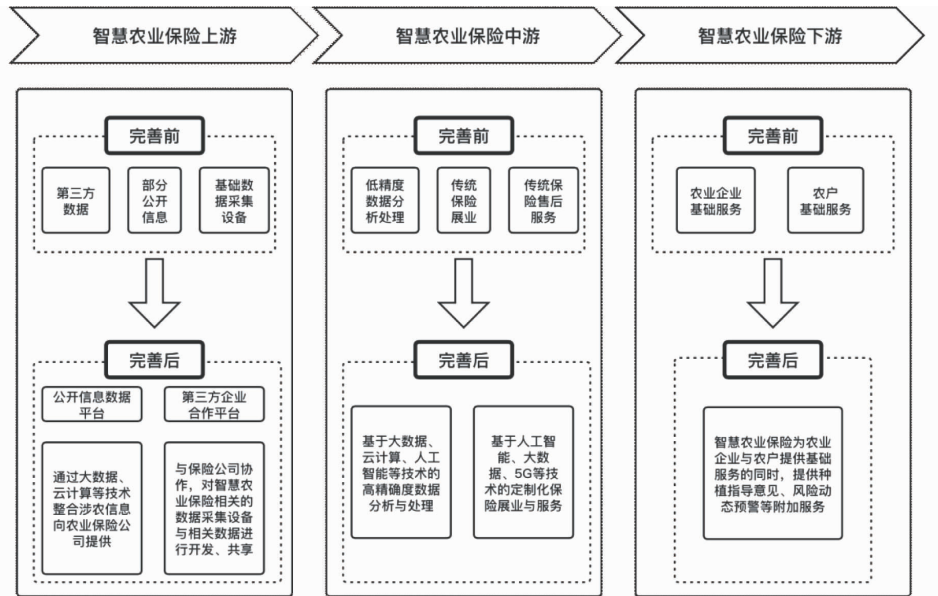 智慧农业保险上游
智慧农业保险中游
智慧农业保险下游
完善前
第三方
数据
部分
公开
信息
基础数
据采集
设备
完善后
公开信息数据
平台
第三方企业
合作平台
通过大数据、
云计算等技术
整合涉农信息
向农业保险公
司提供
与保险公司协
作，对智慧农
业保险相关的
数据采集设备
与相关数据进
行开发、共享
完善前
低精度
数据分
析处理
传统
保险
展业
传统保
险售后
服务
完善后
基于大数据、
云计算、人工
智能等技术的
高精确度数据
分析与处理
基于人工智
能、大数
据、5G等技
术的定制化保
险展业与服务
完善前
农业企业
基础服务
农户
基础服务
完善后
智慧农业保险为农业
企业与农户提供基础
服务的同时，提供种
植指导意见、风险动
态预警等附加服务